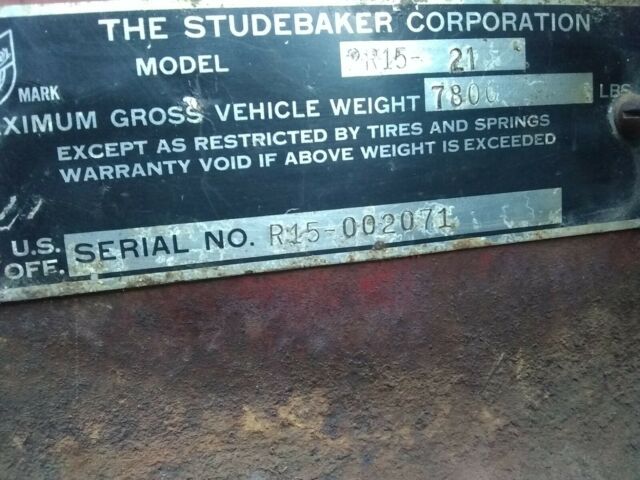 THE STUDEBAKER CORPORATION
MODEL 2R15- 21
MARK
XIMUM GROSS VEHICLE WEIGHT 7800 LBS
EXCEPT AS RESTRICTED BY TIRES AND SPRINGS
WARRANTY VOID IF ABOVE WEIGHT IS EXCEEDED
U.S. OFF. SERIAL NO. R15-002071